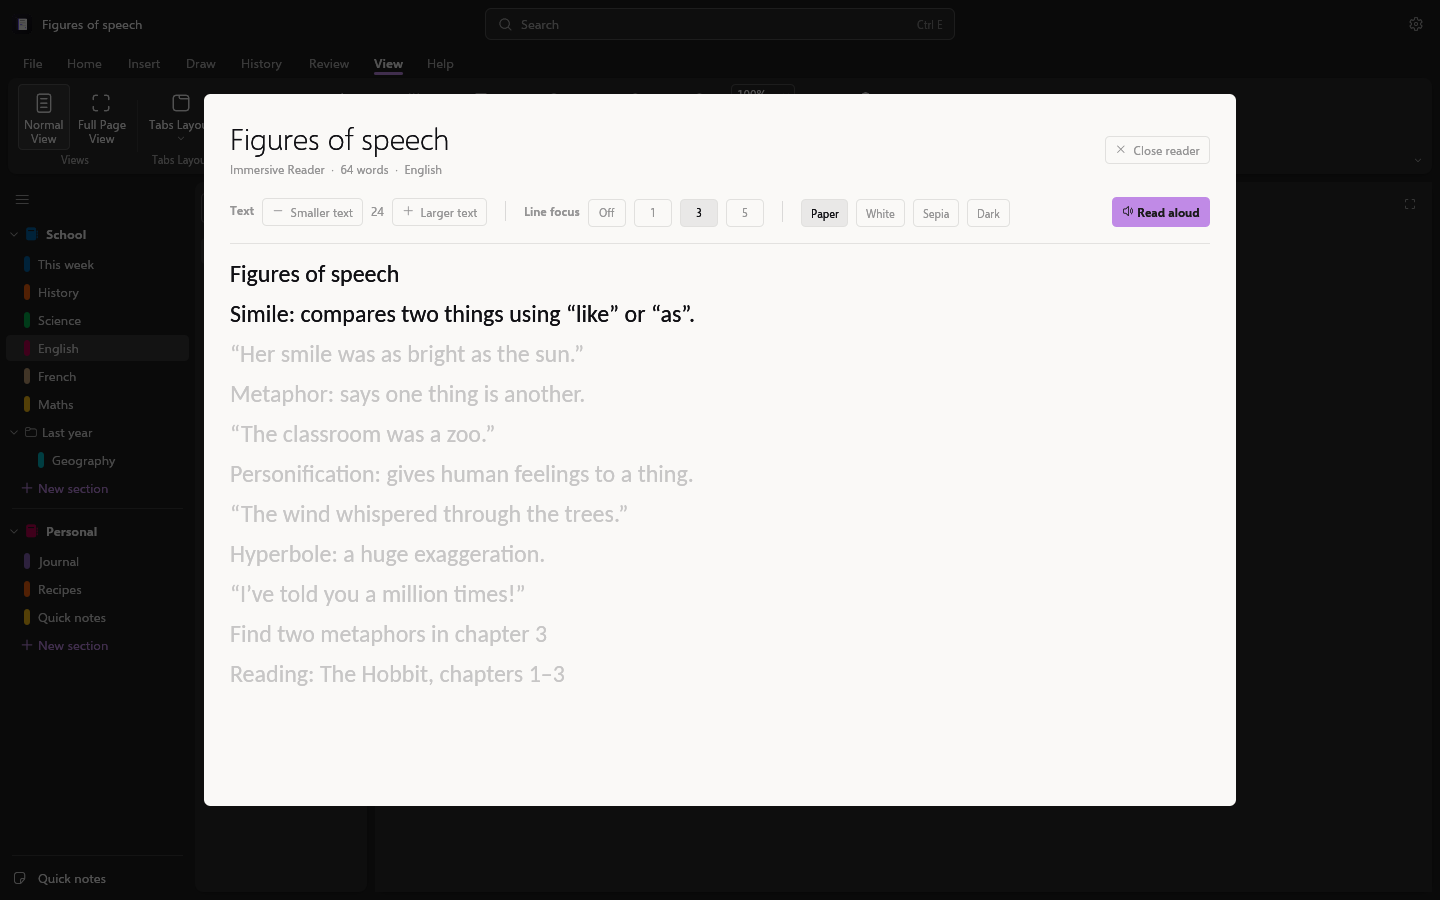 Figures of speech
Search
Ctrl E
File Home Insert Draw History Review View Help
Normal View
Full Page View
Views
100%
Figures of speech
Immersive Reader · 64 words · English
Close reader
Text
Smaller text
24
Larger text
Line focus
Off
1
3
5
Paper
White
Sepia
Dark
Read aloud
Figures of speech
Simile: compares two things using “like” or “as”.
“Her smile was as bright as the sun.”
Metaphor: says one thing is another.
“The classroom was a zoo.”
Personification: gives human feelings to a thing.
“The wind whispered through the trees.”
Hyperbole: a huge exaggeration.
“I’ve told you a million times!”
Find two metaphors in chapter 3
Reading: The Hobbit, chapters 1–3
School
This week
History
Science
English
French
Maths
Last year
Geography
New section
Personal
Journal
Recipes
Quick notes
New section
Quick notes